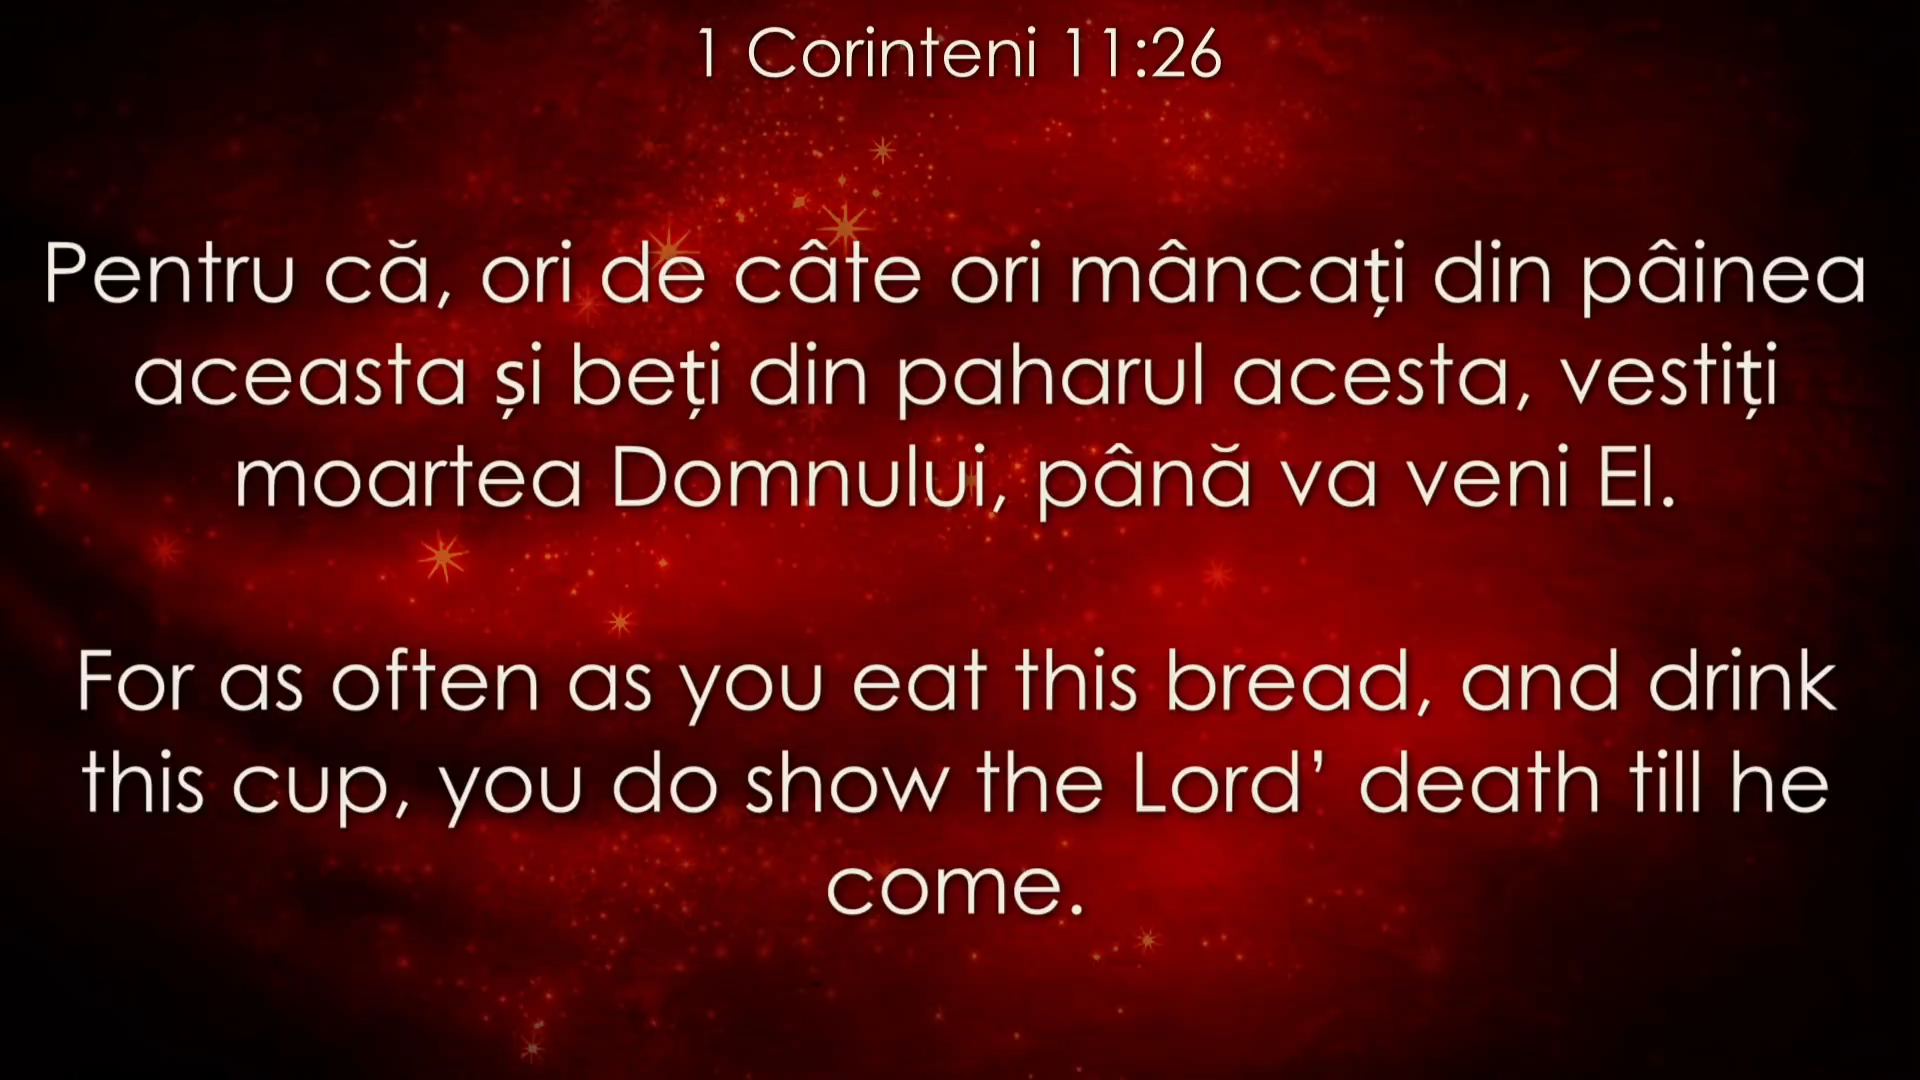 1 Corinteni 11:26
Pentru că, ori de câte ori mâncați din pâinea
aceasta și beți din paharul acesta, vestiți
moartea Domnului, până va veni El.
For as often as you eat this bread, and drink
this cup, you do show the Lord’ death till he
come.